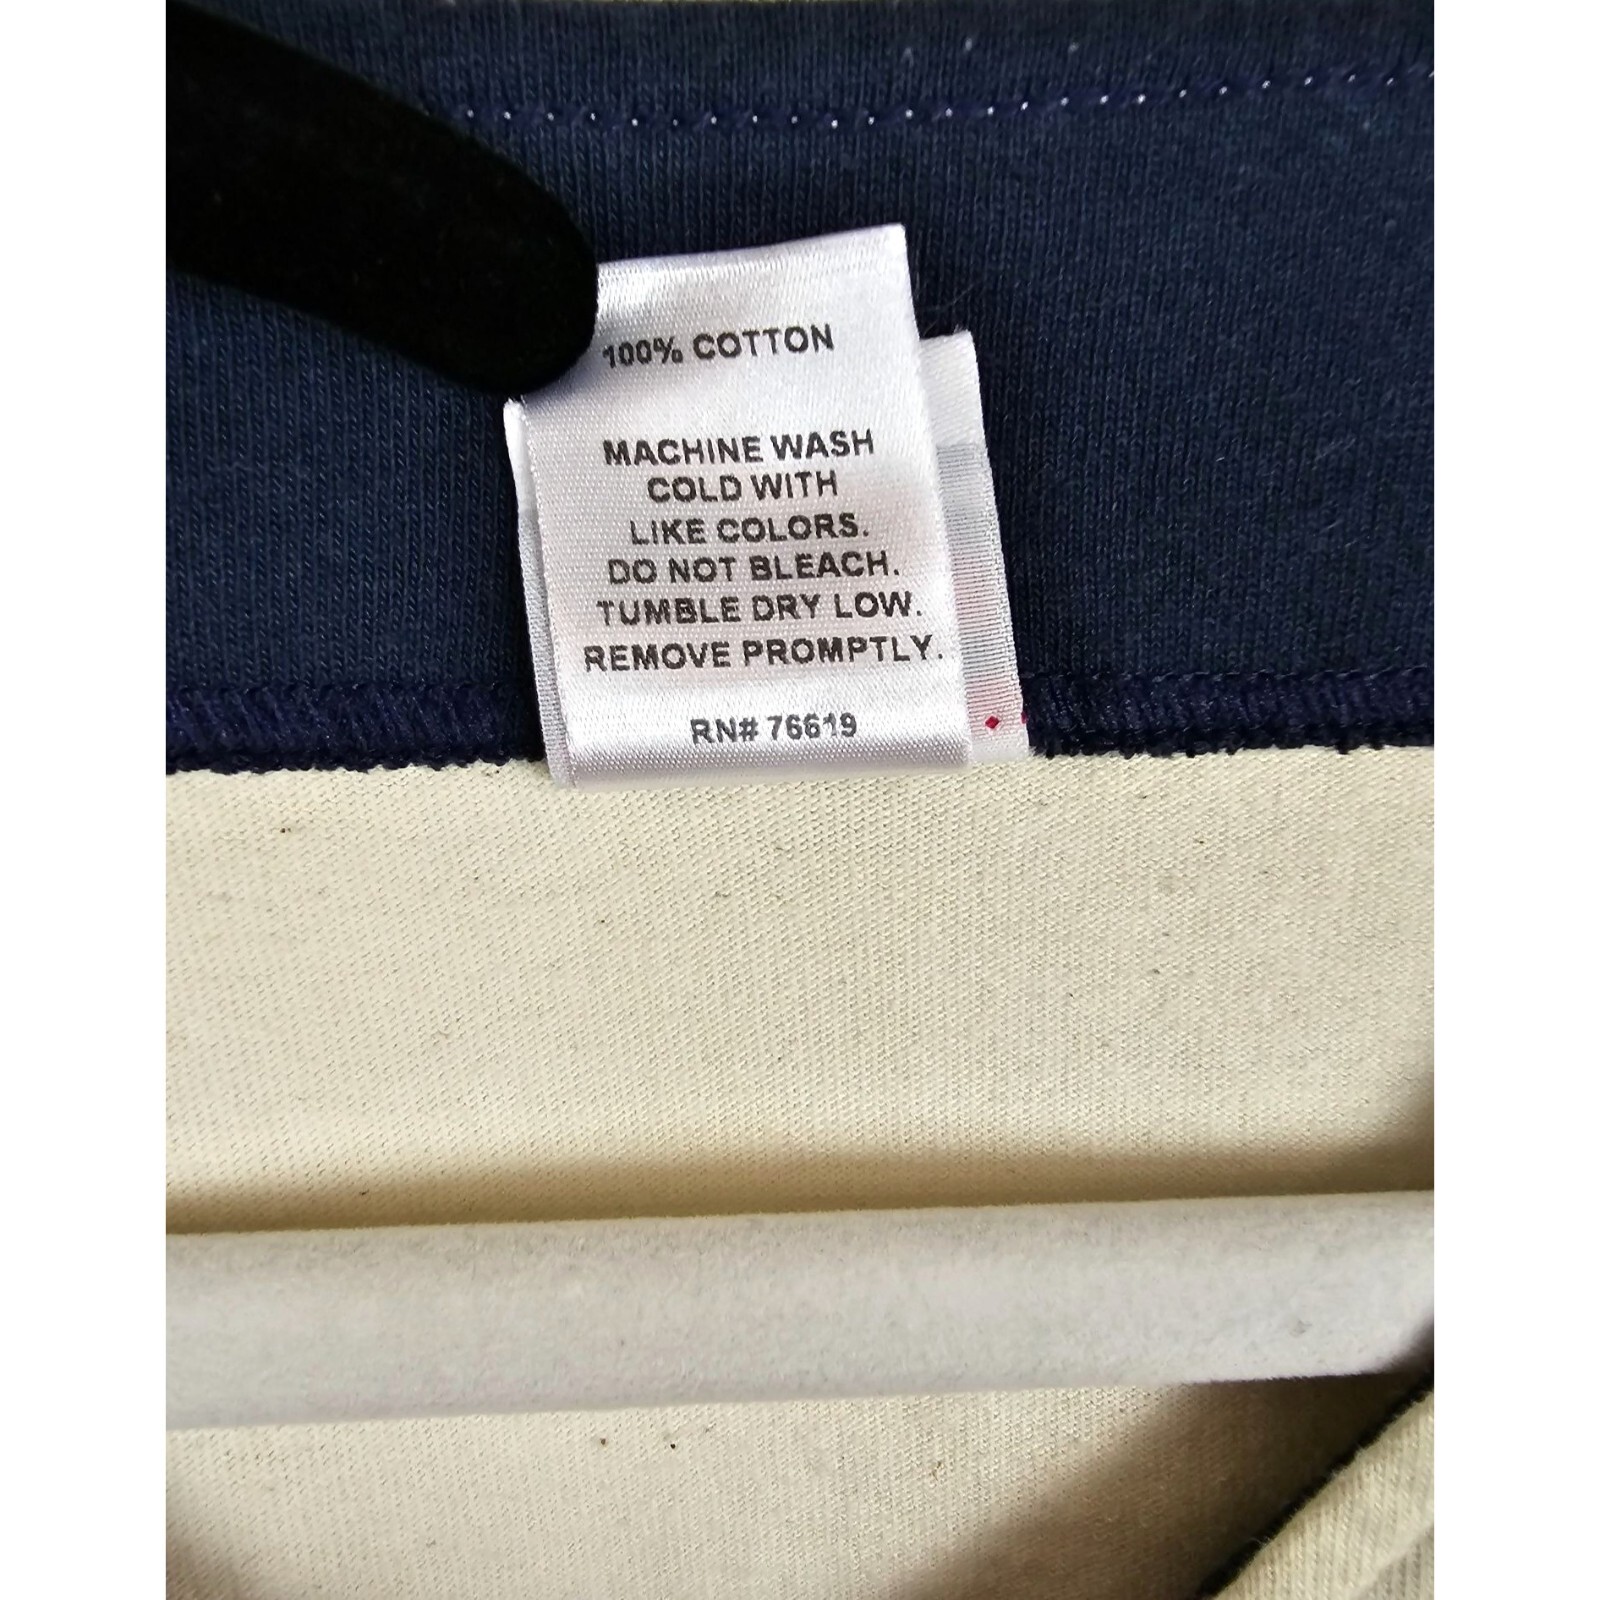 100% COTTON
MACHINE WASH
COLD WITH
LIKE COLORS.
DO NOT BLEACH.
TUMBLE DRY LOW.
REMOVE PROMPTLY.
RN# 76619